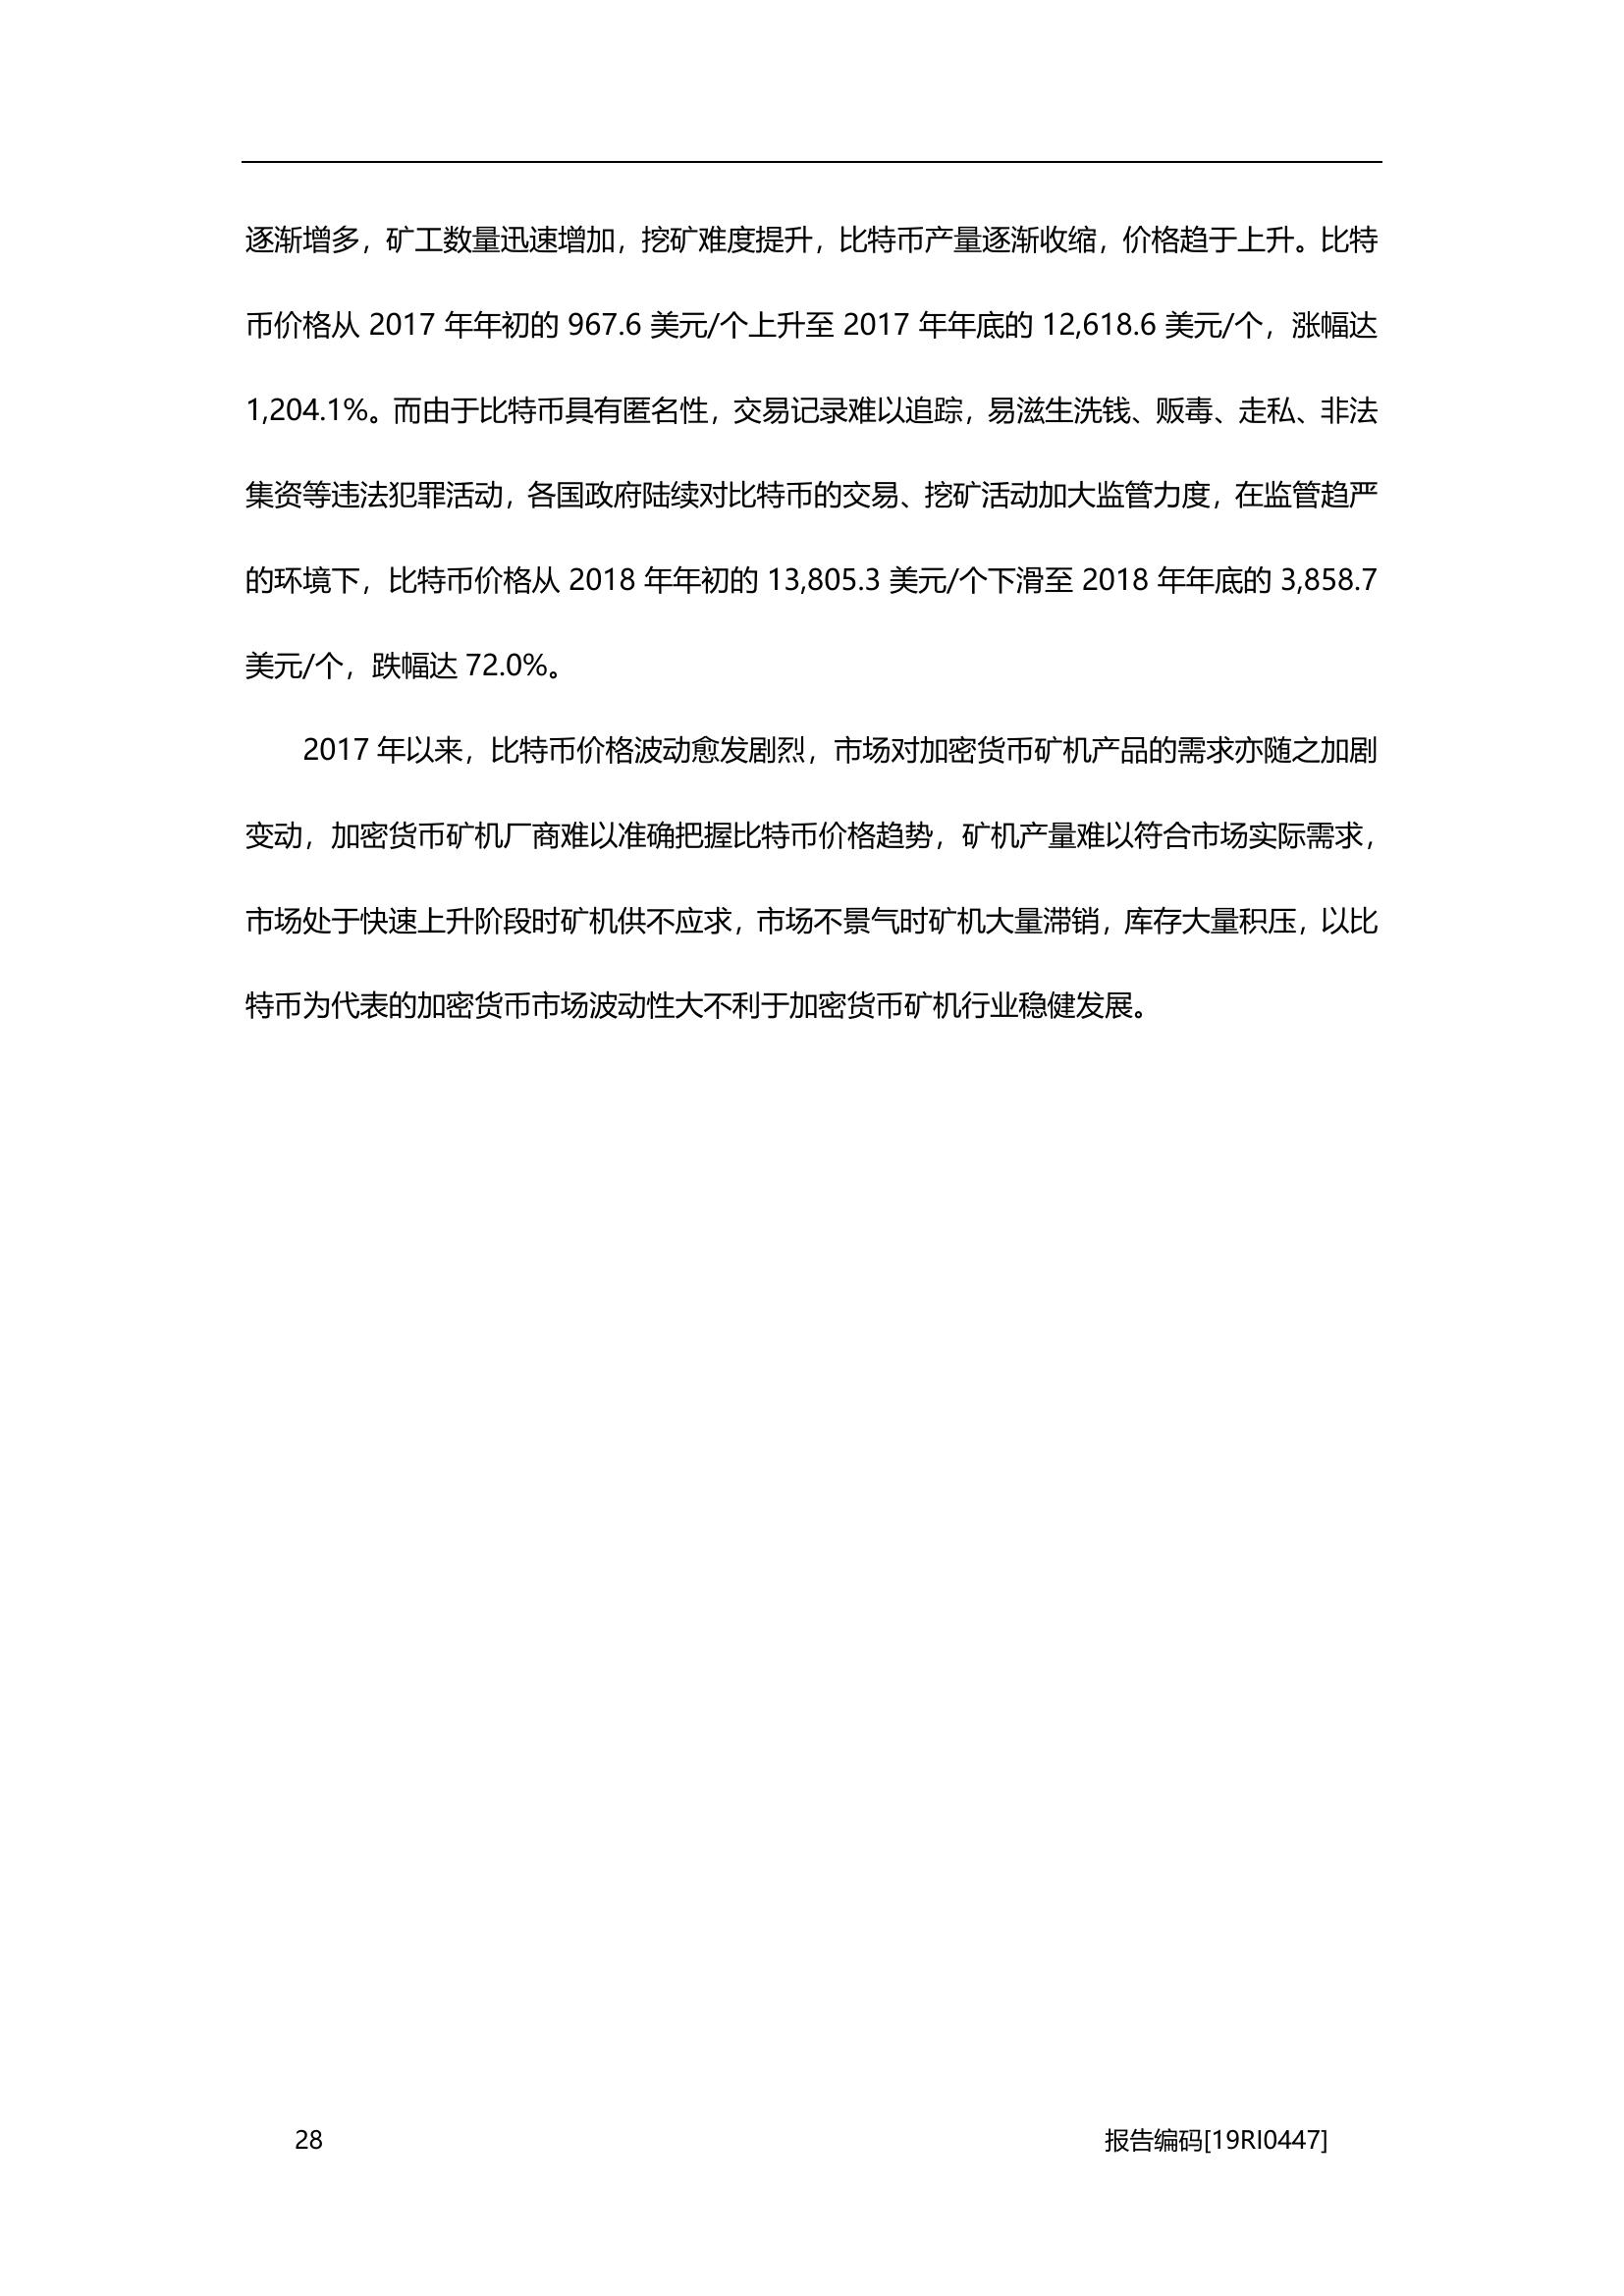 逐渐增多，矿工数量迅速增加，挖矿难度提升，比特币产量逐渐收缩，价格趋于上升。比特
币价格从 2017 年年初的 967.6 美元/个上升至 2017 年年底的 12,618.6 美元/个，涨幅达
1,204.1%。而由于比特币具有匿名性，交易记录难以追踪，易滋生洗钱、贩毒、走私、非法
集资等违法犯罪活动，各国政府陆续对比特币的交易、挖矿活动加大监管力度，在监管趋严
的环境下，比特币价格从 2018 年年初的 13,805.3 美元/个下滑至 2018 年年底的 3,858.7
美元/个，跌幅达 72.0%。
2017 年以来，比特币价格波动愈发剧烈，市场对加密货币矿机产品的需求亦随之加剧
变动，加密货币矿机厂商难以准确把握比特币价格趋势，矿机产量难以符合市场实际需求，
市场处于快速上升阶段时矿机供不应求，市场不景气时矿机大量滞销，库存大量积压，以比
特币为代表的加密货币市场波动性大不利于加密货币矿机行业稳健发展。
28 报告编码[19RI0447]